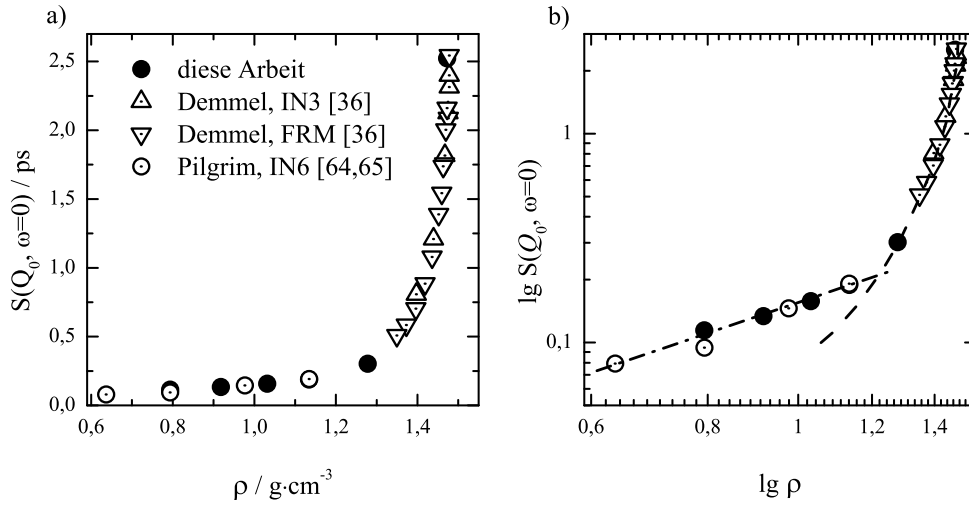 a)
S(Q₀, ω=0) / ps
2,5
2,0
1,5
1,0
0,5
0,0
diese Arbeit
Demmel, IN3 [36]
Demmel, FRM [36]
Pilgrim, IN6 [64,65]
0,6 0,8 1,0 1,2 1,4
ρ / g·cm⁻³
b)
lg S(Q₀, ω=0)
1
0,1
0,6 0,8 1 1,2 1,4
lg ρ